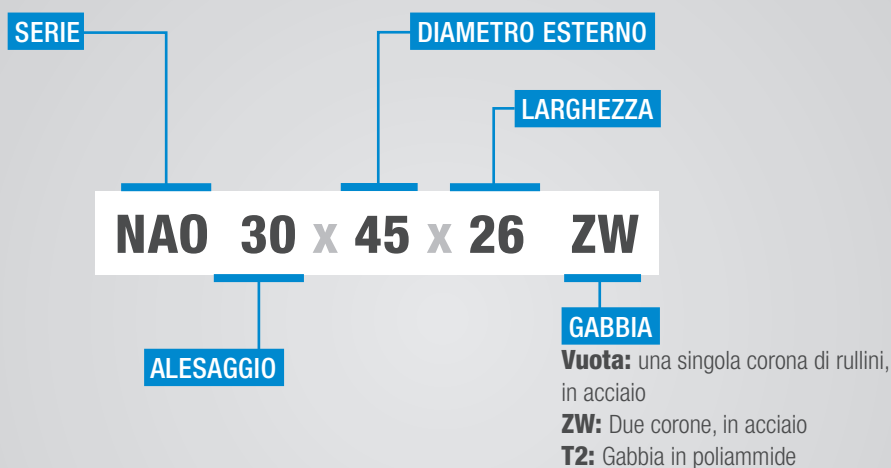 SERIE
DIAMETRO ESTERNO
LARGHEZZA
NAO 30 x 45 x 26 ZW
ALESAGGIO
GABBIA
Vuota: una singola corona di rullini,
in acciaio
ZW: Due corone, in acciaio
T2: Gabbia in poliammide